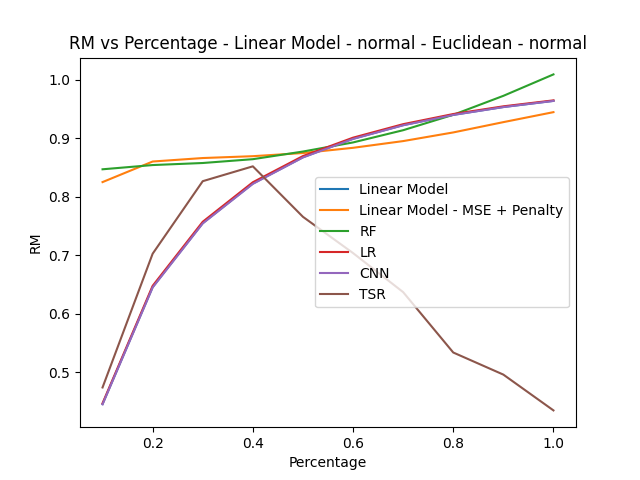 RM vs Percentage - Linear Model - normal - Euclidean - normal
1.0
0.9
0.8
0.7
0.6
0.5
RM
Linear Model
Linear Model - MSE + Penalty
RF
LR
CNN
TSR
0.2 0.4 0.6 0.8 1.0
Percentage